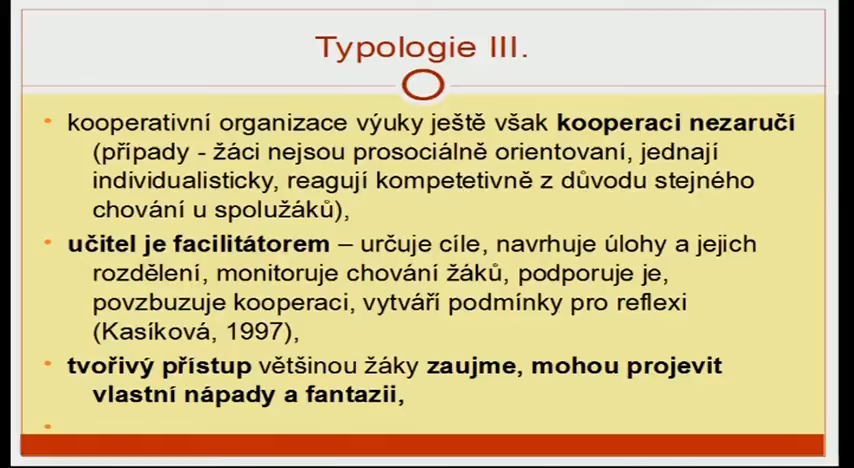 Typologie III.
• kooperativní organizace výuky ještě však kooperaci nezaručí
(případy - žáci nejsou prosociálně orientovaní, jednají
individualisticky, reagují kompetetivně z důvodu stejného
chování u spolužáků),
• učitel je facilitátorem – určuje cíle, navrhuje úlohy a jejich
rozdělení, monitoruje chování žáků, podporuje je,
povzbuzuje kooperaci, vytváří podmínky pro reflexi
(Kasíková, 1997),
• tvořivý přístup většinou žáky zaujme, mohou projevit
vlastní nápady a fantazii,
•